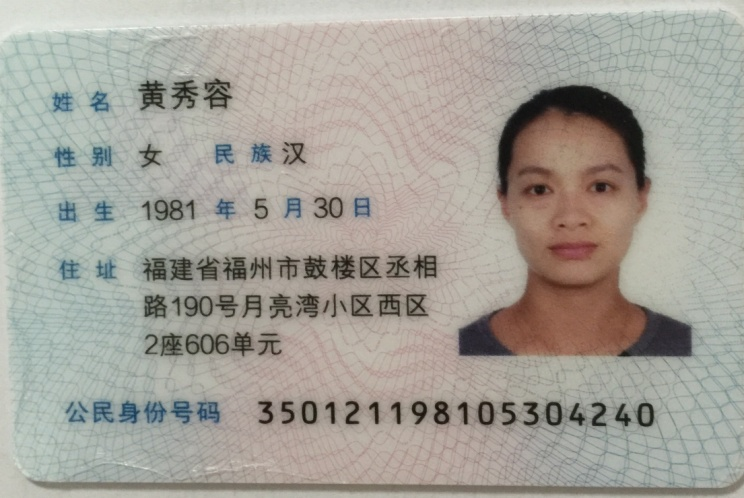 姓名 黄秀容
性别 女 民族 汉
出生 1981 年 5 月 30 日
住址 福建省福州市鼓楼区丞相
路190号月亮湾小区西区
2座606单元
公民身份号码 350121198105304240